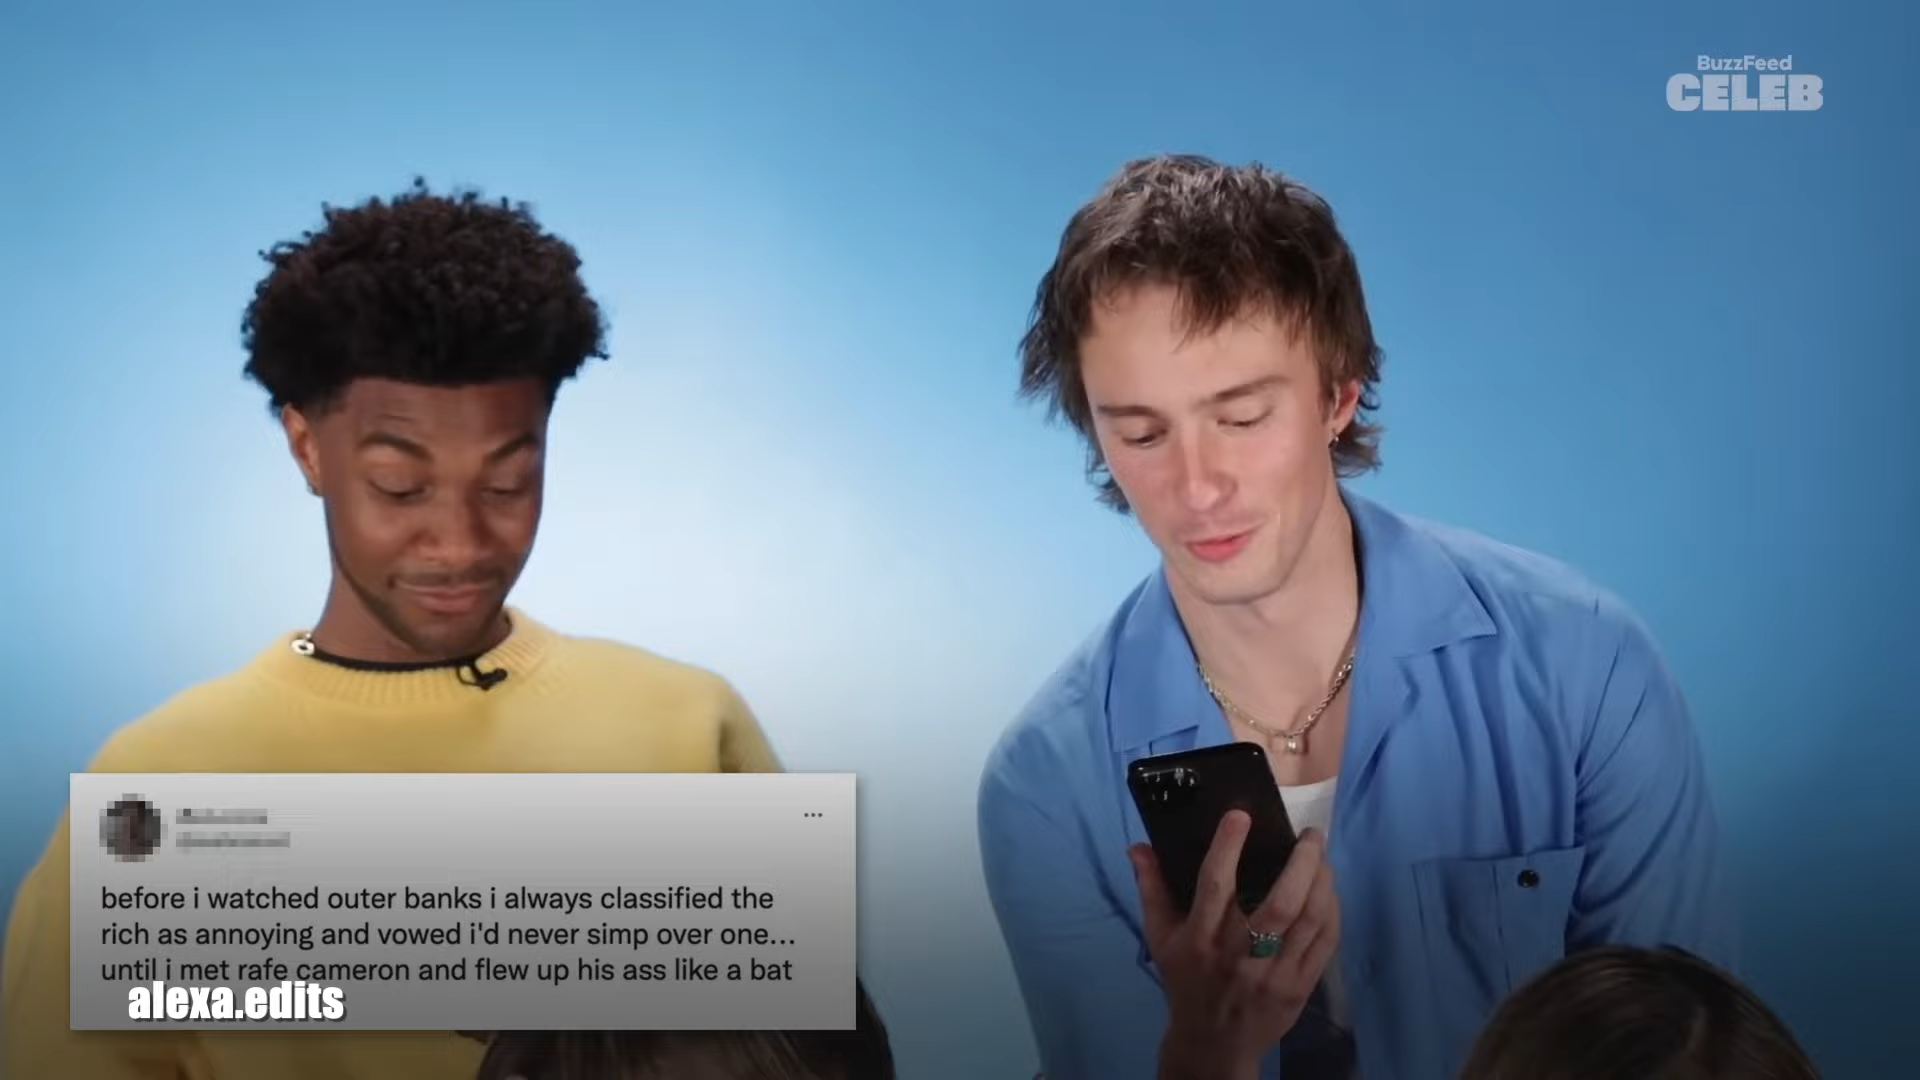 BuzzFeed
CELEB
before i watched outer banks i always classified the
rich as annoying and vowed i'd never simp over one...
until i met rafe cameron and flew up his ass like a bat
alexa.edits